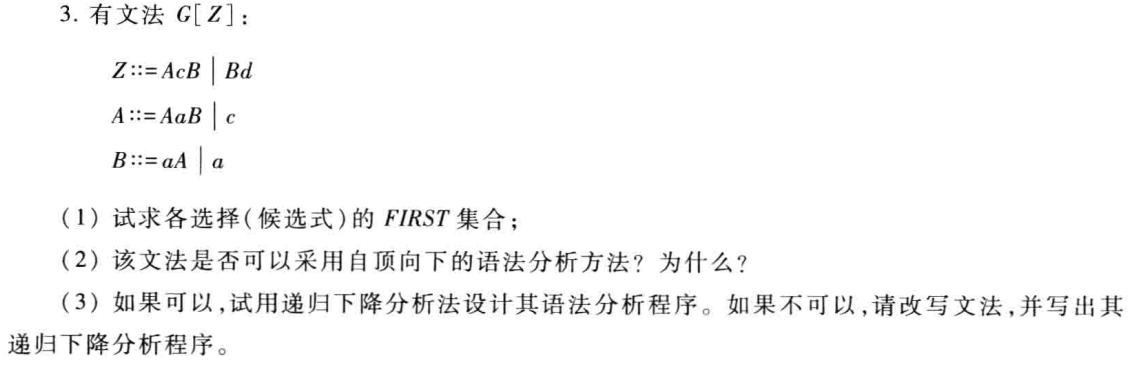 3. 有文法 G[Z]：
Z::=AcB | Bd
A::=AaB | c
B::=aA | a
(1) 试求各选择(候选式)的 FIRST 集合；
(2) 该文法是否可以采用自顶向下的语法分析方法？为什么？
(3) 如果可以，试用递归下降分析法设计其语法分析程序。如果不可以，请改写文法，并写出其
递归下降分析程序。